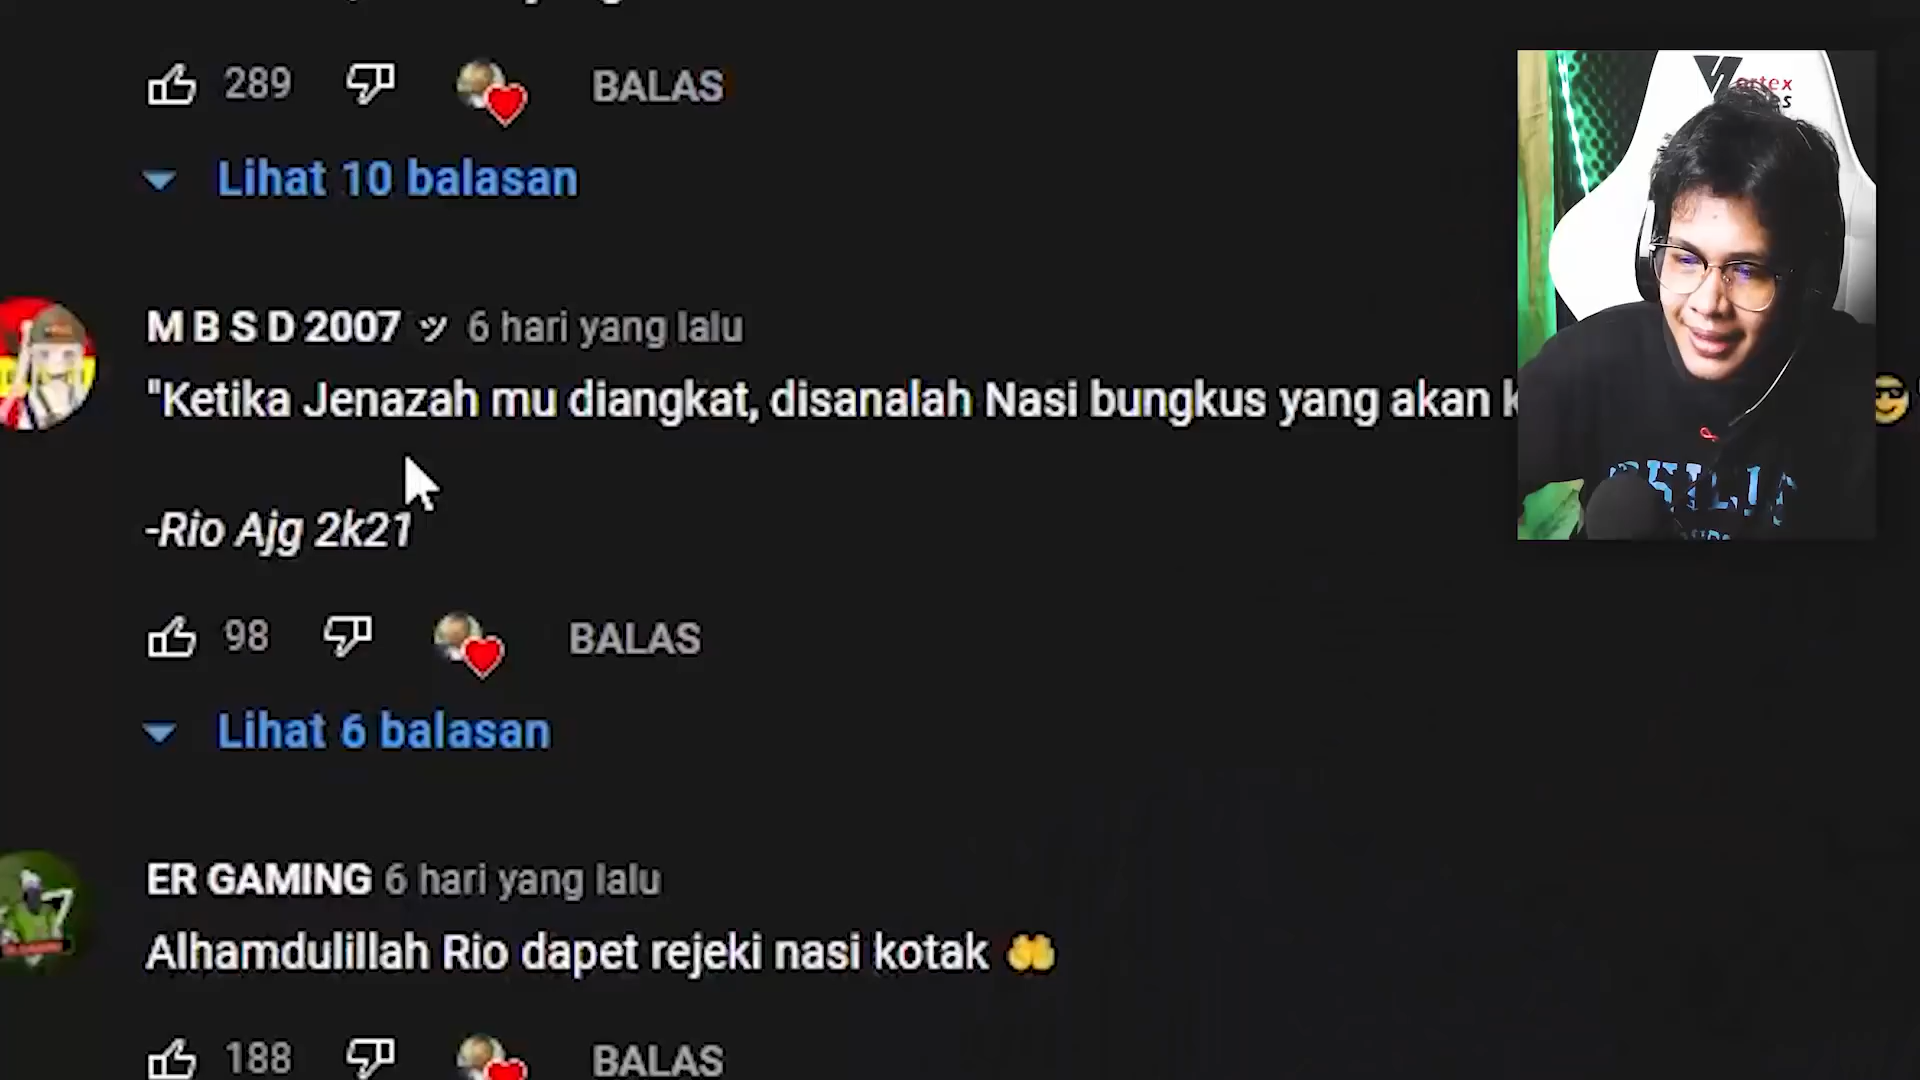 289 BALAS
Lihat 10 balasan
M B S D 2007 ッ 6 hari yang lalu
"Ketika Jenazah mu diangkat, disanalah Nasi bungkus yang akan k 😎
-Rio Ajg 2k21
98 BALAS
Lihat 6 balasan
ER GAMING 6 hari yang lalu
Alhamdulillah Rio dapet rejeki nasi kotak 🤲
188 BALAS